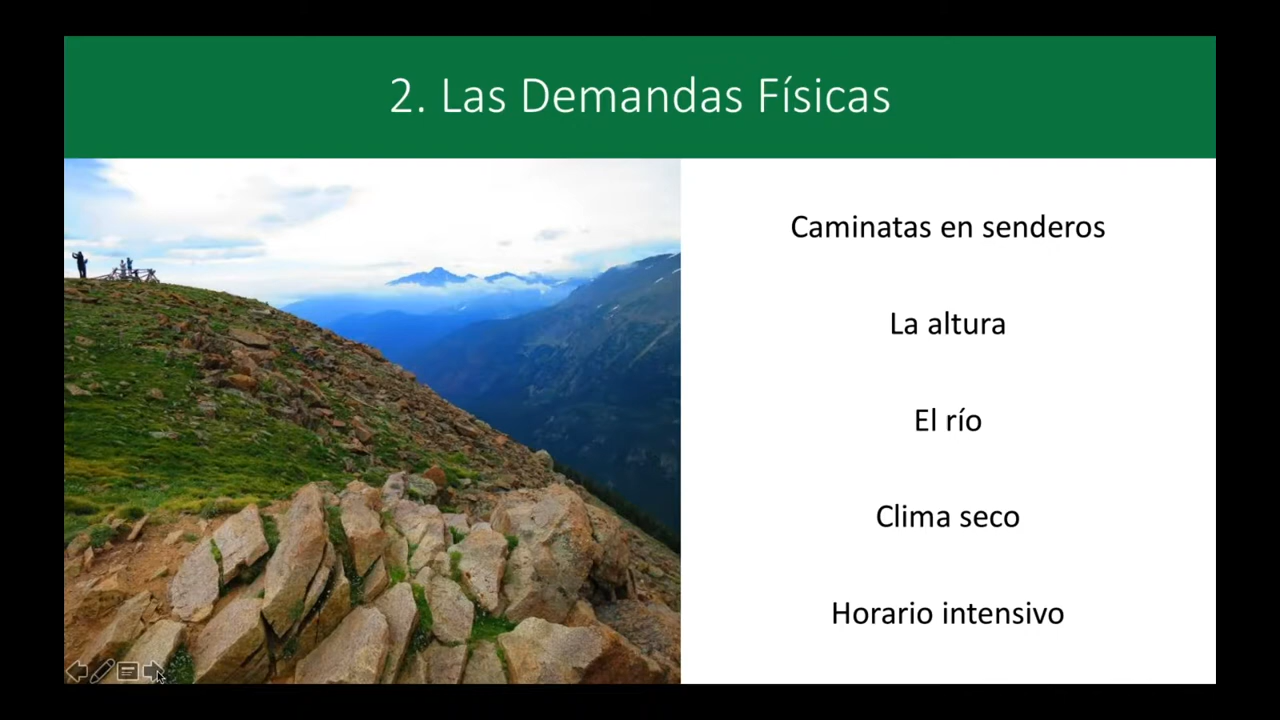 2. Las Demandas Físicas
Caminatas en senderos
La altura
El río
Clima seco
Horario intensivo